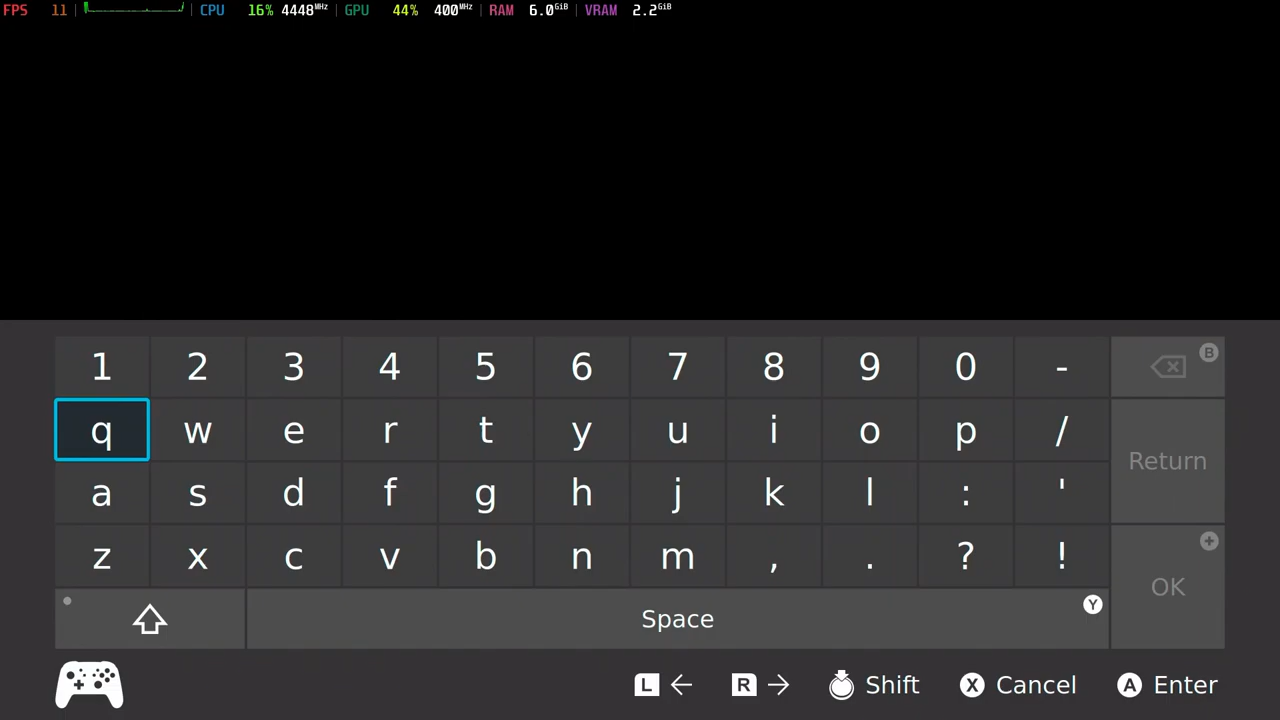 FPS 11 | CPU 16% 4448MHz | GPU 44% 400MHz | RAM 6.0GiB | VRAM 2.2GiB
1 2 3 4 5 6 7 8 9 0 - B
q w e r t y u i o p /
Return
a s d f g h j k l : '
z x c v b n m , . ? ! +
OK
Space Y
L ← R → Shift X Cancel A Enter